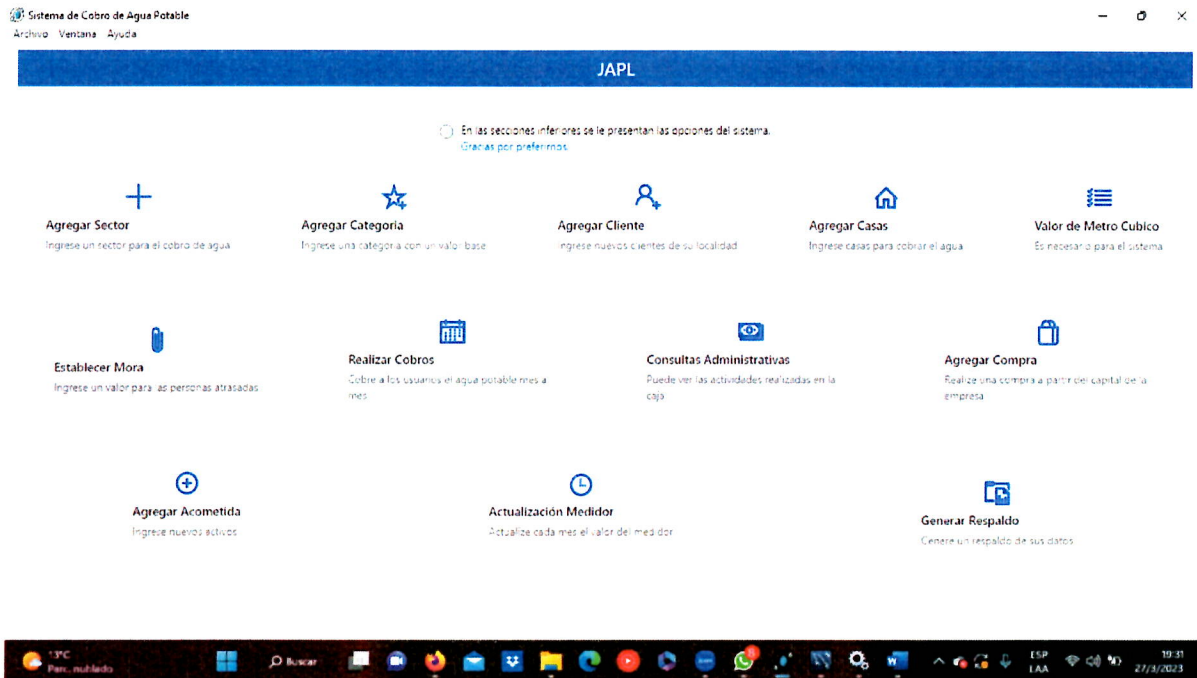 Sistema de Cobro de Agua Potable
Archivo Ventana Ayuda
JAPL
En las secciones inferiores se le presentan las opciones del sistema.
Gracias por preferirnos.
Agregar Sector
Ingrese un sector para el cobro de agua
Agregar Categoria
Ingrese una categoria con un valor base
Agregar Cliente
Ingrese nuevos clientes de su localidad
Agregar Casas
Ingrese casas para cobrar el agua
Valor de Metro Cubico
Es necesario para el sistema
Establecer Mora
Ingrese un valor para las personas atrasadas
Realizar Cobros
Cobre a los usuarios el agua potable mes a
mes
Consultas Administrativas
Puede ver las actividades realizadas en la
caja
Agregar Compra
Realize una compra a partir del capital de la
empresa
Agregar Acometida
Ingrese nuevos activos
Actualización Medidor
Actualize cada mes el valor del medidor
Generar Respaldo
Genere un respaldo de sus datos
13°C
Parc. nublado
Buscar
ESP
LAA
19:31
27/3/2023